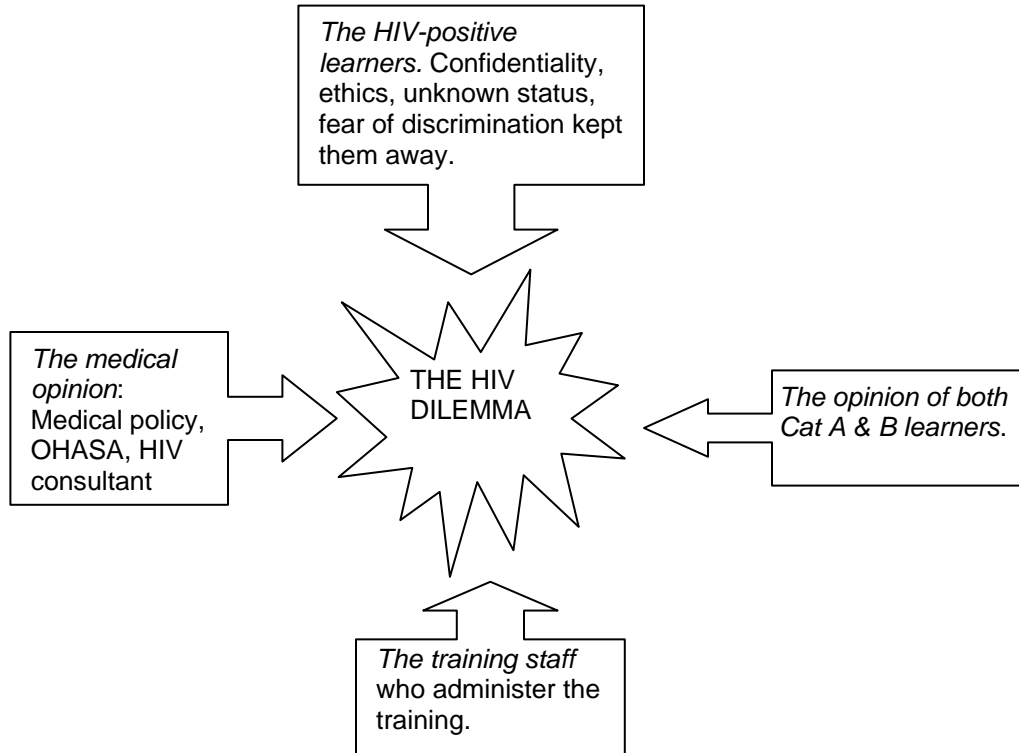 The HIV-positive
learners. Confidentiality,
ethics, unknown status,
fear of discrimination kept
them away.
The medical
opinion:
Medical policy,
OHASA, HIV
consultant
THE HIV
DILEMMA
The opinion of both
Cat A & B learners.
The training staff
who administer the
training.